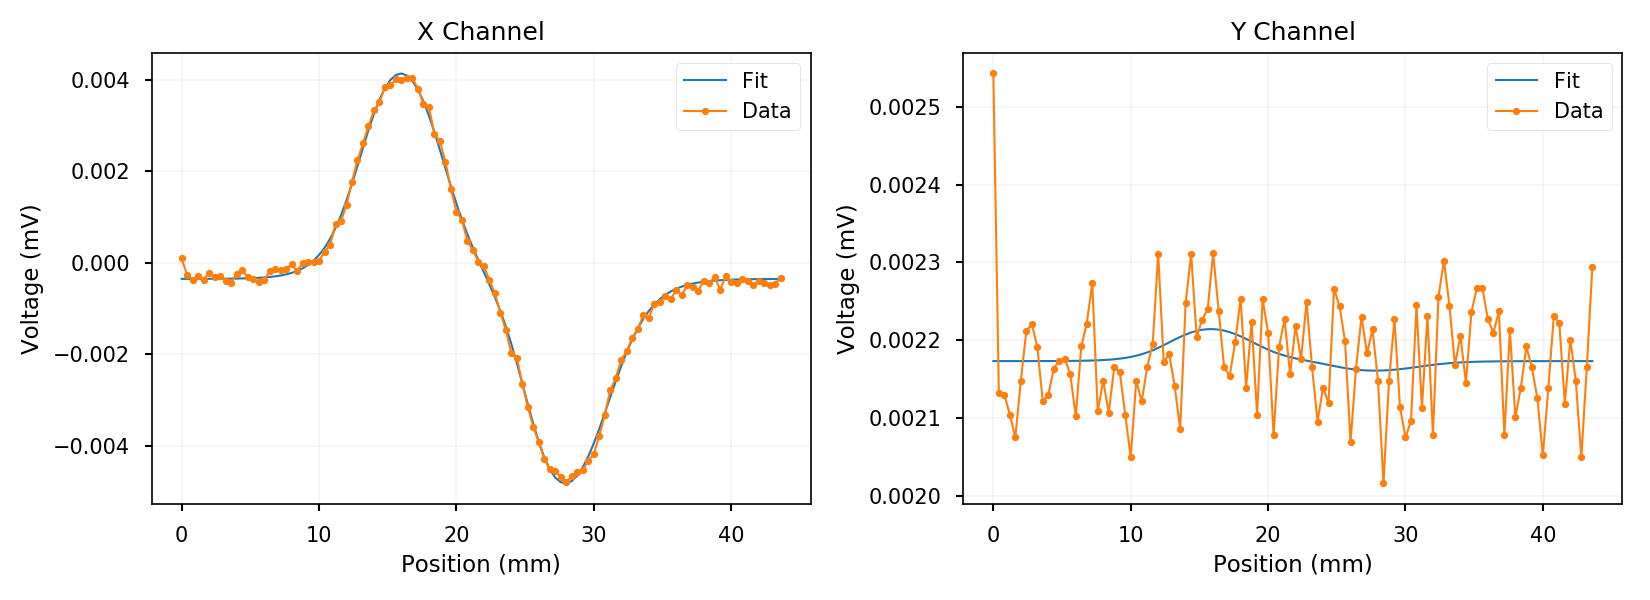 X Channel
Voltage (mV)
0.004
0.002
0.000
−0.002
−0.004
0
10
20
30
40
Position (mm)
Fit
Data
Y Channel
Voltage (mV)
0.0025
0.0024
0.0023
0.0022
0.0021
0.0020
0
10
20
30
40
Position (mm)
Fit
Data